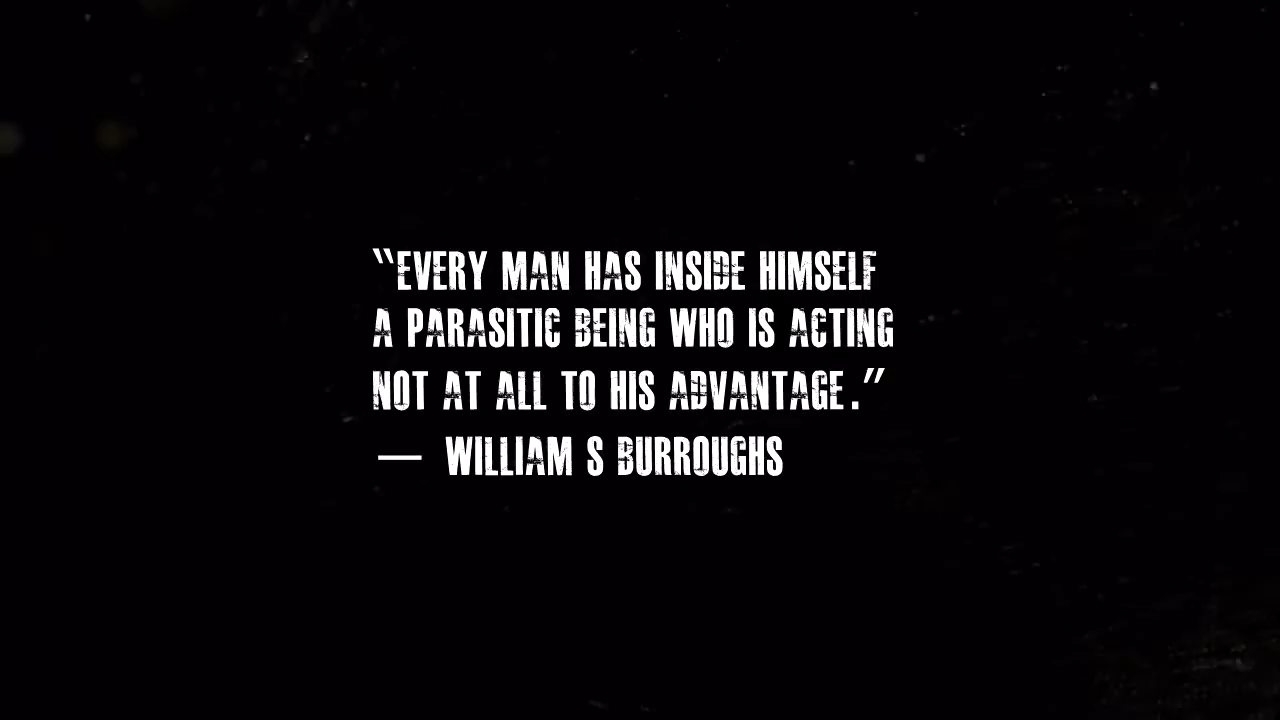 “EVERY MAN HAS INSIDE HIMSELF
A PARASITIC BEING WHO IS ACTING
NOT AT ALL TO HIS ADVANTAGE.”
— WILLIAM S BURROUGHS